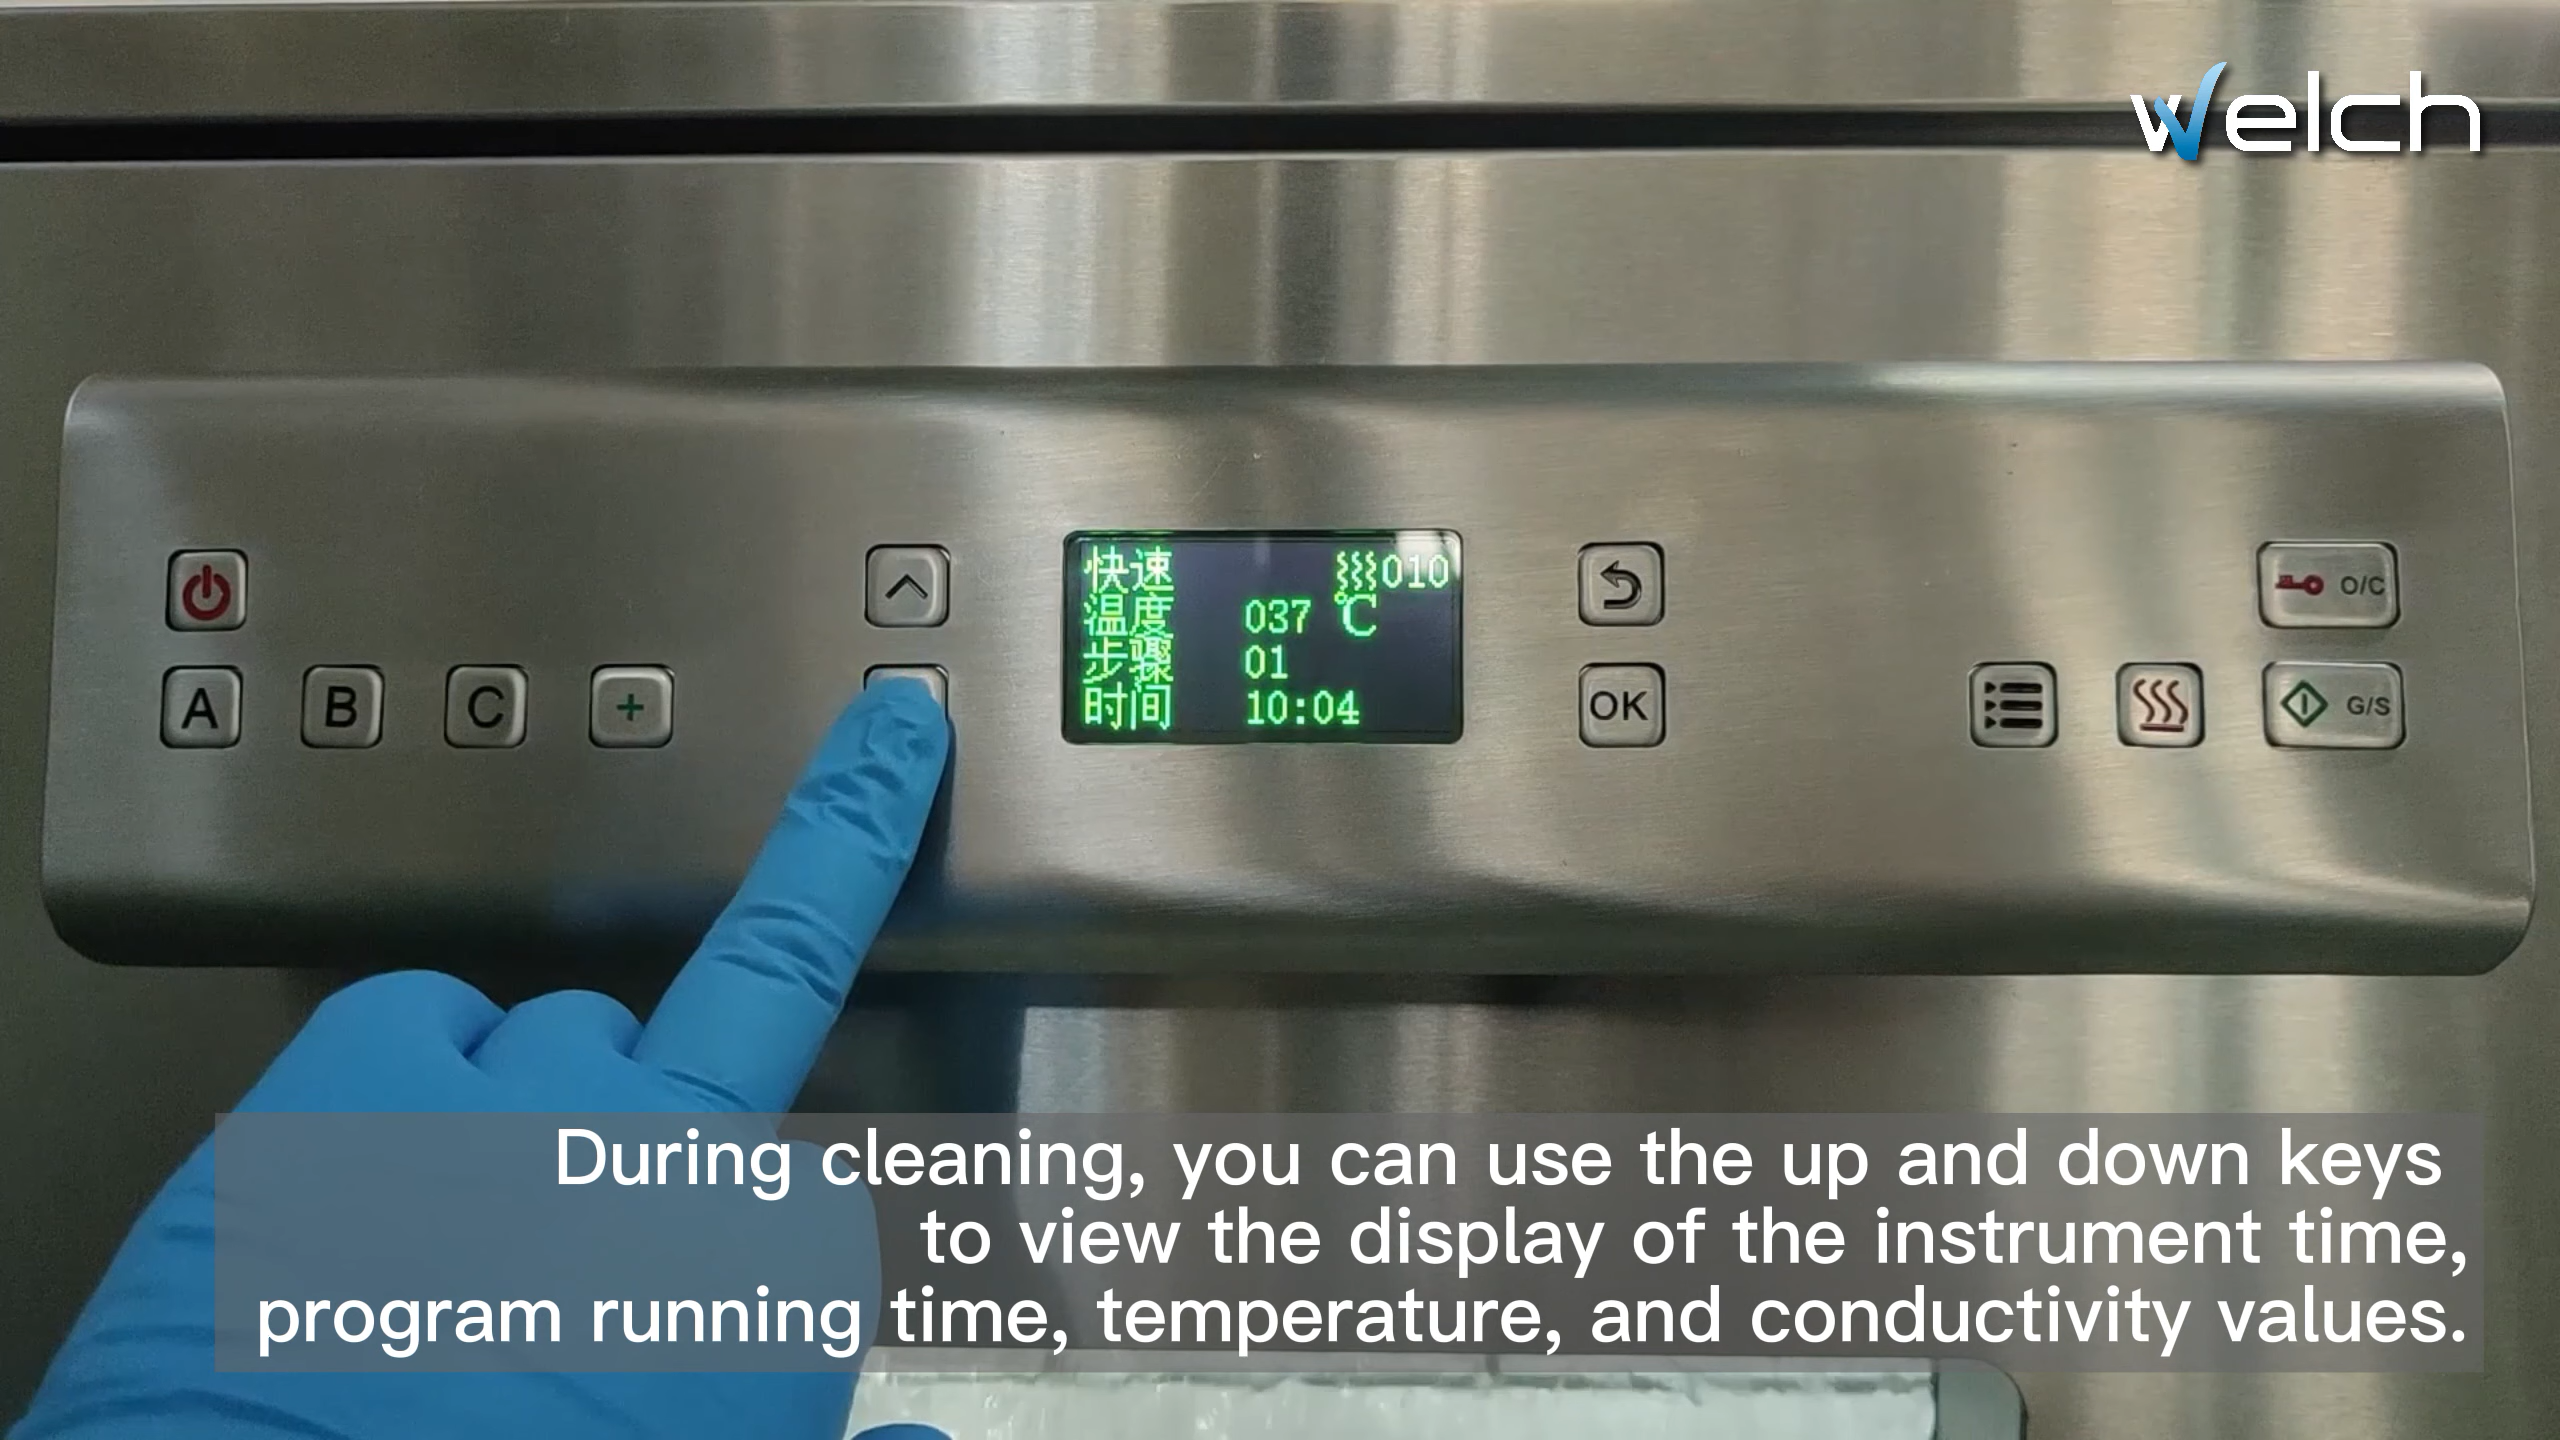 Welch
快速 010
温度 037 ℃
步骤 01
时间 10:04
O/C
A B C +
OK
G/S
During cleaning, you can use the up and down keys
to view the display of the instrument time,
program running time, temperature, and conductivity values.